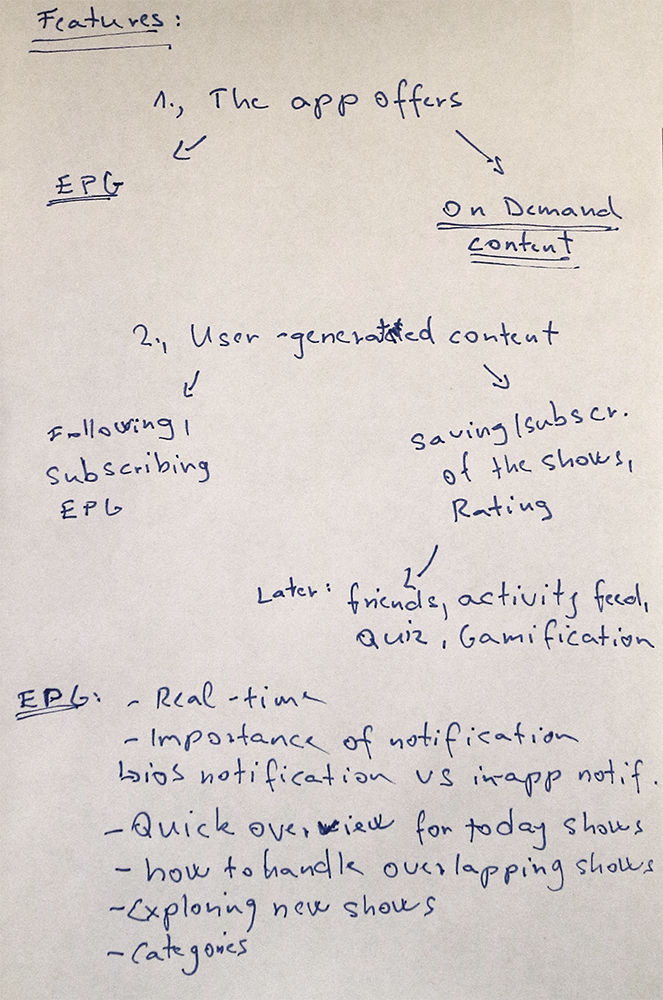 Features:
1., The app offers
EPG
On Demand
content
2., User-generated content
Following/
Subscribing
EPG
Saving/subscr.
of the shows,
Rating
Later: friends, activity feed,
Quiz, Gamification
EPG: - Real-time
- Importance of notification
ios notification vs in-app notif.
- Quick overview for today shows
- how to handle overlapping shows
- Exploring new shows
- Categories